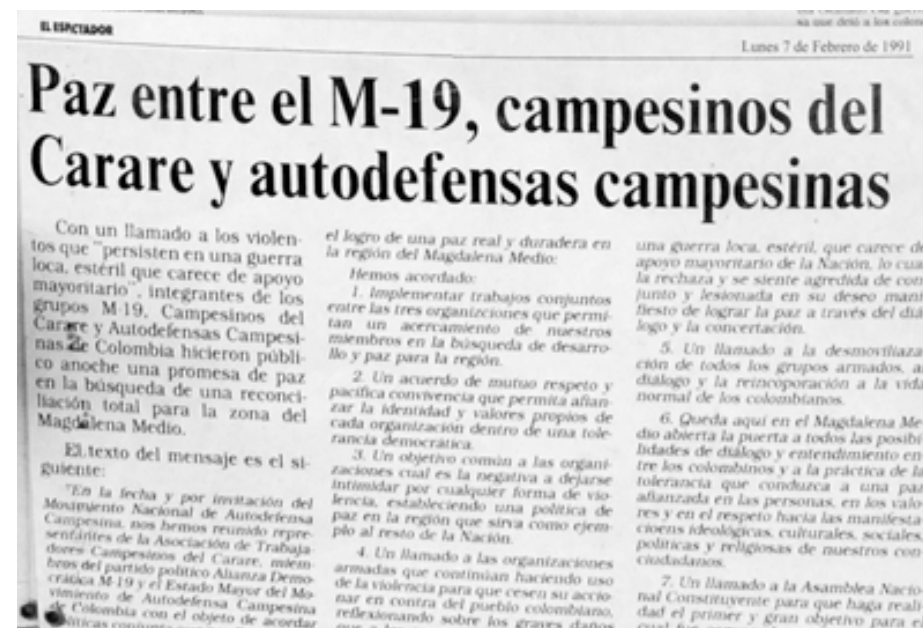 EL ESPECTADOR
sa que dejó a los
Lunes 7 de Febrero de 1991
Paz entre el M-19, campesinos del
Carare y autodefensas campesinas
Con un llamado a los violen-
tos que "persisten en una guerra
loca, estéril que carece de apoyo
mayoritario", integrantes de los
grupos M-19, Campesinos del
Carare y Autodefensas Campesi-
nas de Colombia hicieron públi-
co anoche una promesa de paz
en la búsqueda de una reconci-
liación total para la zona del
Magdalena Medio.
El texto del mensaje es el si-
guiente:
"En la fecha y por invitación del
Movimiento Nacional de Autodefensa
Campesina, nos hemos reunido repre-
sentantes de la Asociación de Trabaja-
dores Campesinos del Carare, miem-
bros del partido político Alianza Demo-
crática M-19 y el Estado Mayor del Mo-
vimiento de Autodefensa Campesina
de Colombia con el objeto de acordar
el logro de una paz real y duradera en
la región del Magdalena Medio:
Hemos acordado:
1. Implementar trabajos conjuntos
entre las tres organizciones que permi-
tan un acercamiento de nuestros
miembros en la búsqueda de desarro-
llo y paz para la región.
2. Un acuerdo de mutuo respeto y
pacífica convivencia que permita afian-
zar la identidad y valores propios de
cada organización dentro de una tole-
rancia democrática.
3. Un objetivo común a las organi-
zaciones cual es la negativa a dejarse
intimidar por cualquier forma de vio-
lencia, estableciendo una política de
paz en la región que sirva como ejem-
plo al resto de la Nación.
4. Un llamado a las organizaciones
armadas que continúan haciendo uso
de la violencia para que cesen su accio-
nar en contra del pueblo colombiano,
reflexionando sobre los graves daños
una guerra loca, estéril, que carece de
apoyo mayoritario de la Nación, lo cua
la rechaza y se siente agredida de con
junto y lesionada en su deseo mani
fiesto de lograr la paz a través del diá
logo y la concertación.
5. Un llamado a la desmoviliza
ción de todos los grupos armados, al
diálogo y la reincoporación a la vida
normal de los colombianos.
6. Queda aquí en el Magdalena Me
dio abierta la puerta a todos las posibi
lidades de diálogo y entendimiento en
tre los colombinos y a la práctica de la
tolerancia que conduzca a una paz
afianzada en las personas, en los valo
res y en el respeto hacia las manifesta
cioens ideológicas, culturales, sociales,
políticas y religiosas de nuestros con
ciudadanos.
7. Un llamado a la Asamblea Nacio
nal Constituyente para que haga reali
dad el primer y gran objetivo para el